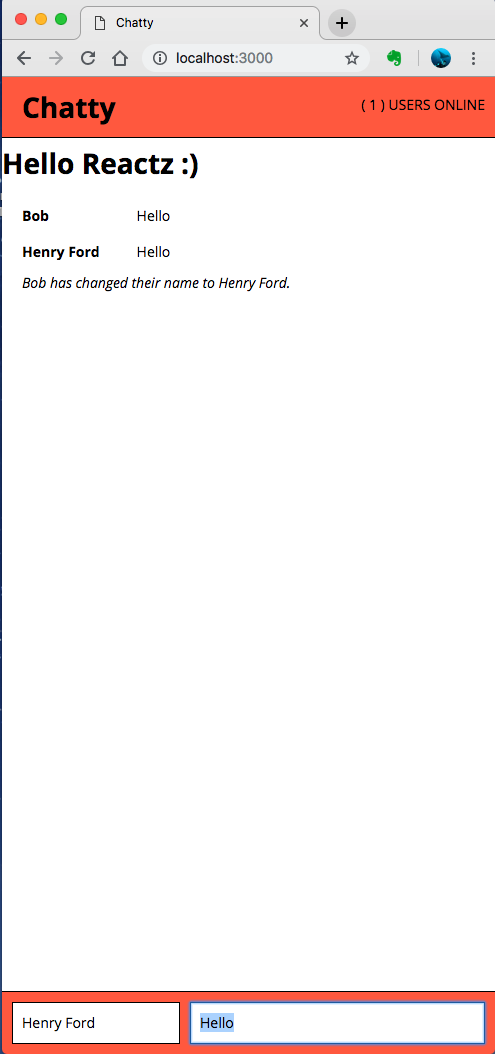 Chatty
localhost:3000
Chatty
( 1 ) USERS ONLINE
Hello Reactz :)
Bob Hello
Henry Ford Hello
Bob has changed their name to Henry Ford.
Henry Ford Hello